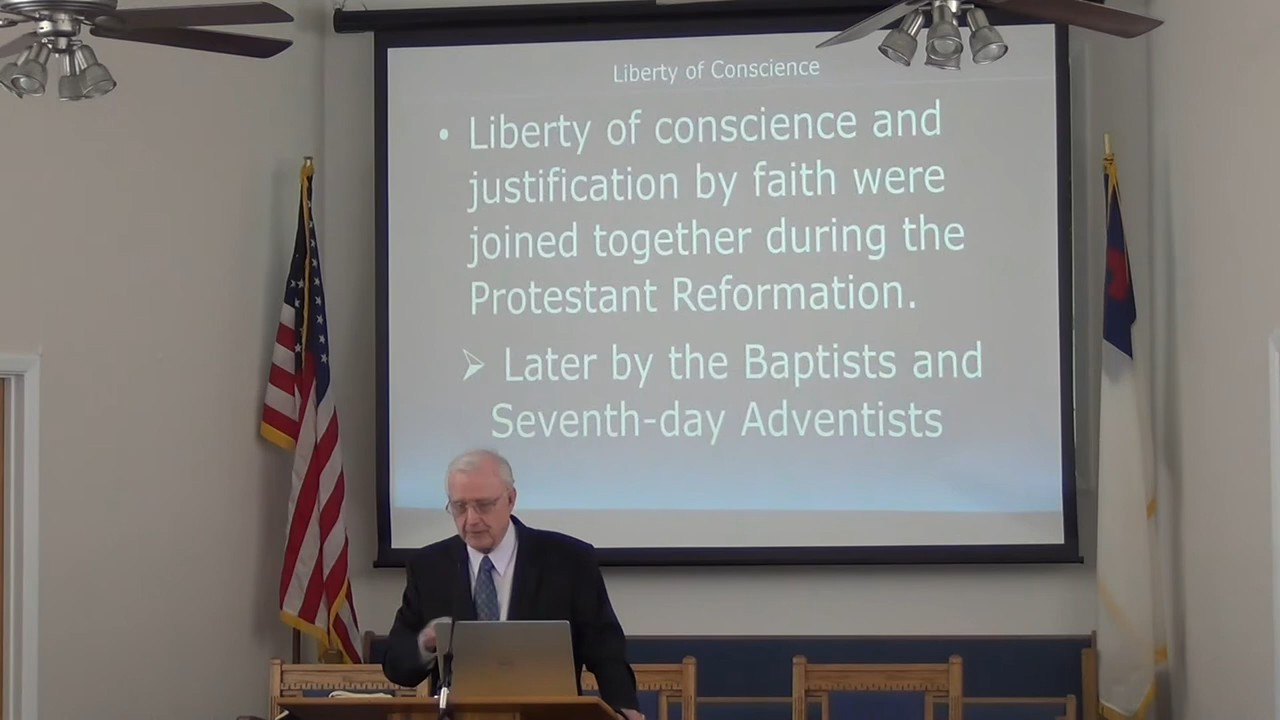 Liberty of Conscience
• Liberty of conscience and
justification by faith were
joined together during the
Protestant Reformation.
➢ Later by the Baptists and
Seventh-day Adventists